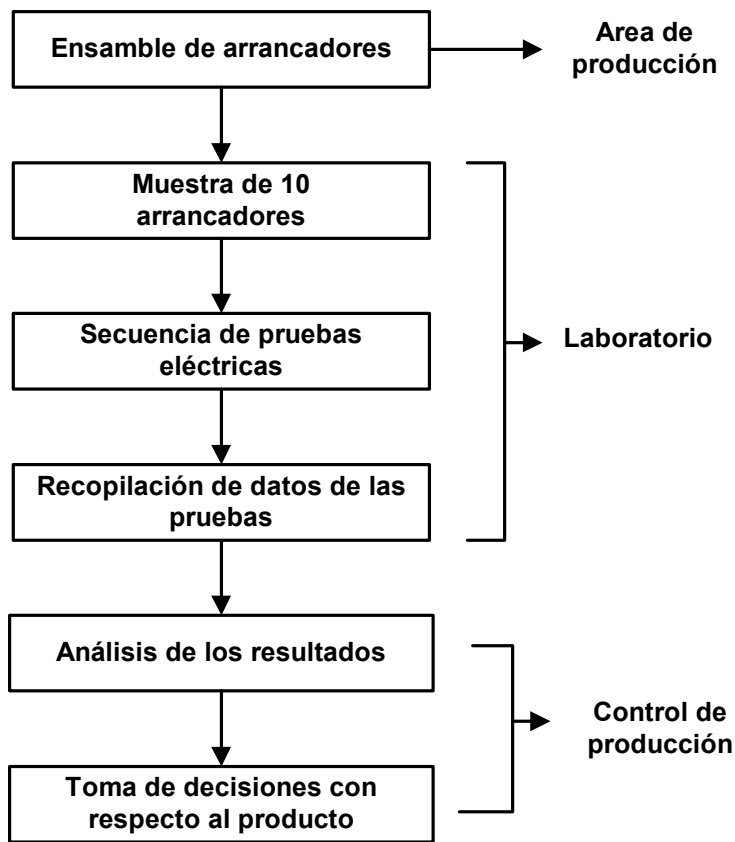 Ensamble de arrancadores
Area de
producción
Muestra de 10
arrancadores
Secuencia de pruebas
eléctricas
Laboratorio
Recopilación de datos de las
pruebas
Análisis de los resultados
Control de
producción
Toma de decisiones con
respecto al producto